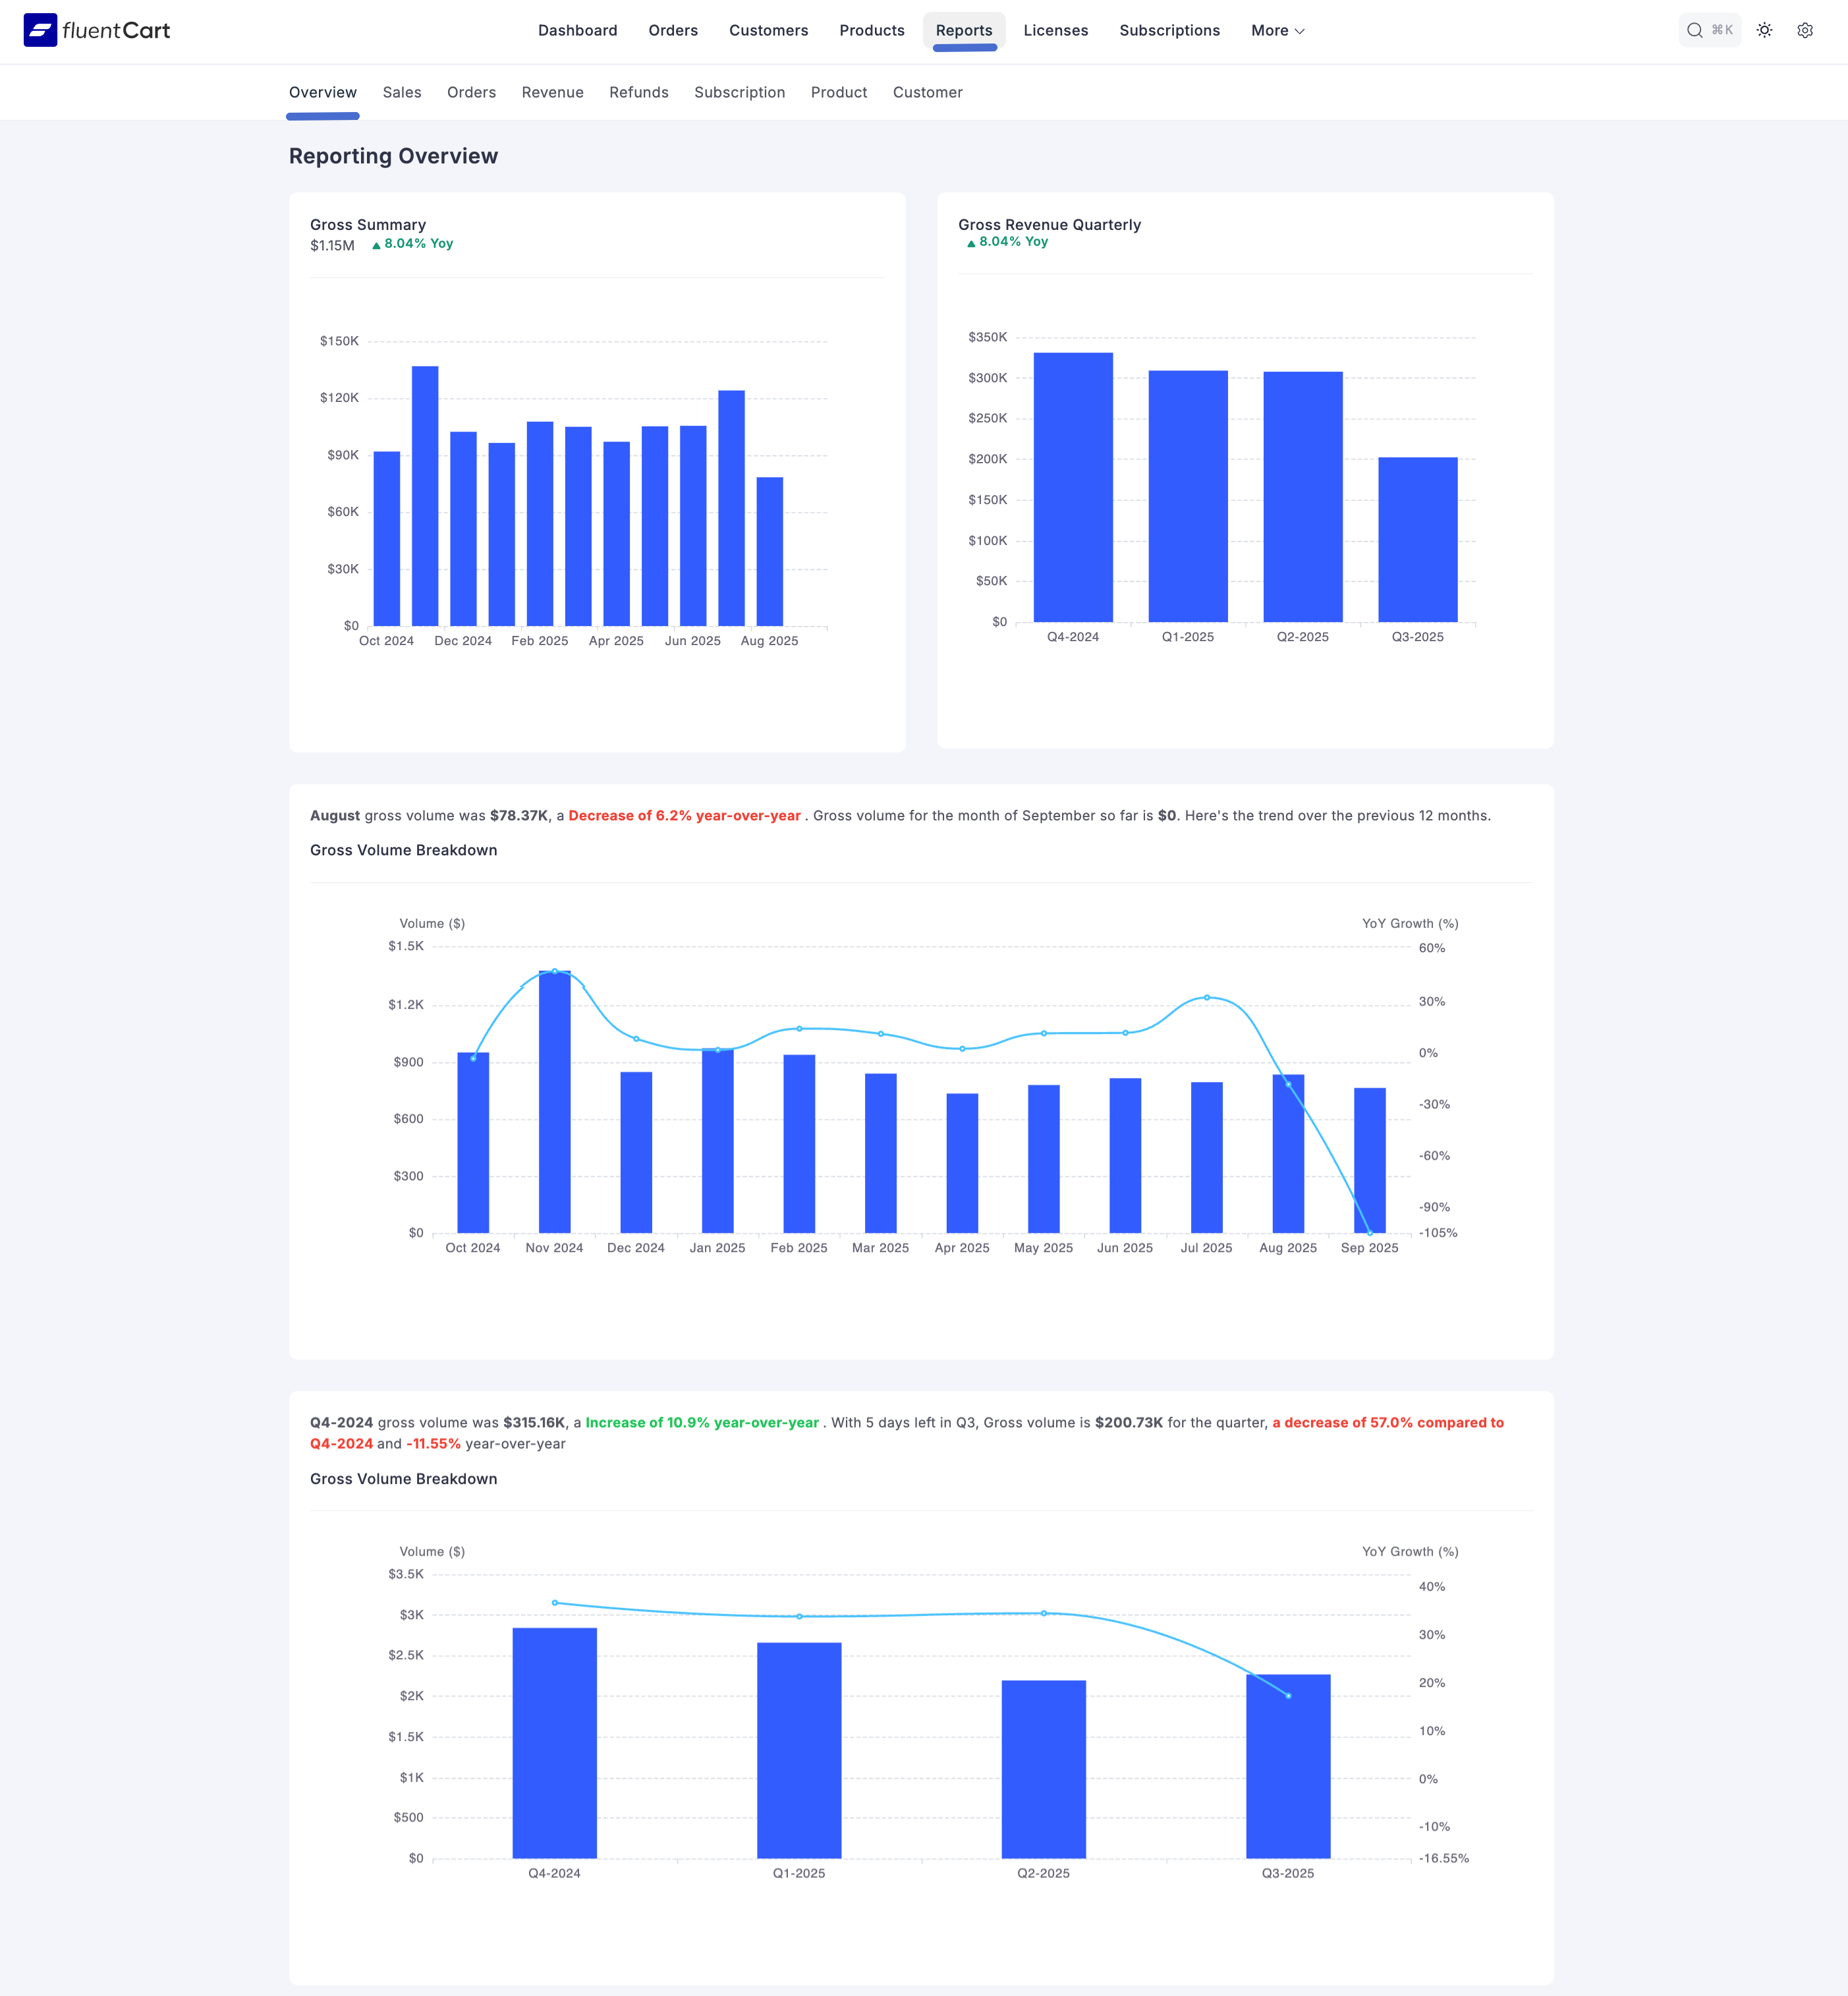 fluentCart
Dashboard Orders Customers Products Reports Licenses Subscriptions More ⌘K
Overview Sales Orders Revenue Refunds Subscription Product Customer
Reporting Overview
Gross Summary
$1.15M 8.04% Yoy
$150K
$120K
$90K
$60K
$30K
$0
Oct 2024 Dec 2024 Feb 2025 Apr 2025 Jun 2025 Aug 2025
Gross Revenue Quarterly
8.04% Yoy
$350K
$300K
$250K
$200K
$150K
$100K
$50K
$0
Q4-2024 Q1-2025 Q2-2025 Q3-2025
August gross volume was $78.37K, a Decrease of 6.2% year-over-year . Gross volume for the month of September so far is $0. Here's the trend over the previous 12 months.
Gross Volume Breakdown
Volume ($) YoY Growth (%)
$1.5K 60%
$1.2K 30%
$900 0%
$600 -30%
$300 -60%
-90%
$0 -105%
Oct 2024 Nov 2024 Dec 2024 Jan 2025 Feb 2025 Mar 2025 Apr 2025 May 2025 Jun 2025 Jul 2025 Aug 2025 Sep 2025
Q4-2024 gross volume was $315.16K, a Increase of 10.9% year-over-year . With 5 days left in Q3, Gross volume is $200.73K for the quarter, a decrease of 57.0% compared to
Q4-2024 and -11.55% year-over-year
Gross Volume Breakdown
Volume ($) YoY Growth (%)
$3.5K 40%
$3K 30%
$2.5K 20%
$2K 10%
$1.5K 0%
$1K -10%
$500
$0 -16.55%
Q4-2024 Q1-2025 Q2-2025 Q3-2025